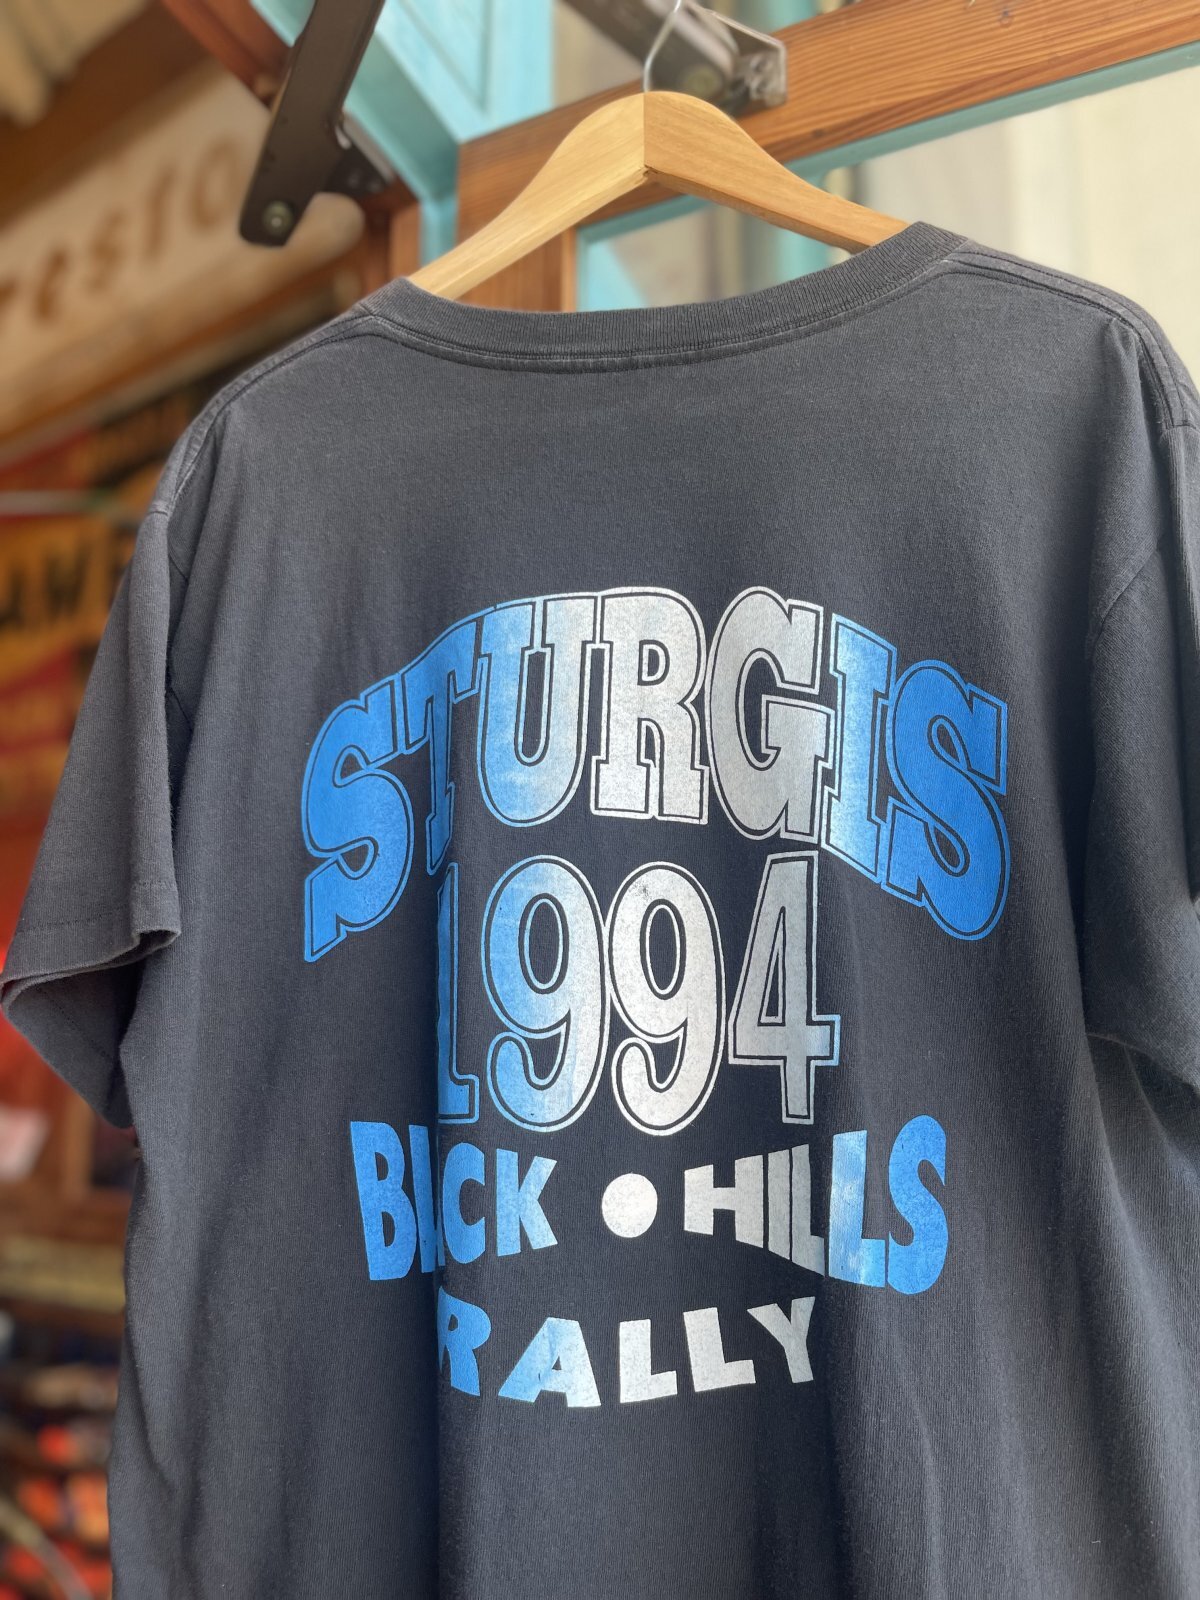 STURGIS
1994
BLACK • HILLS
RALLY